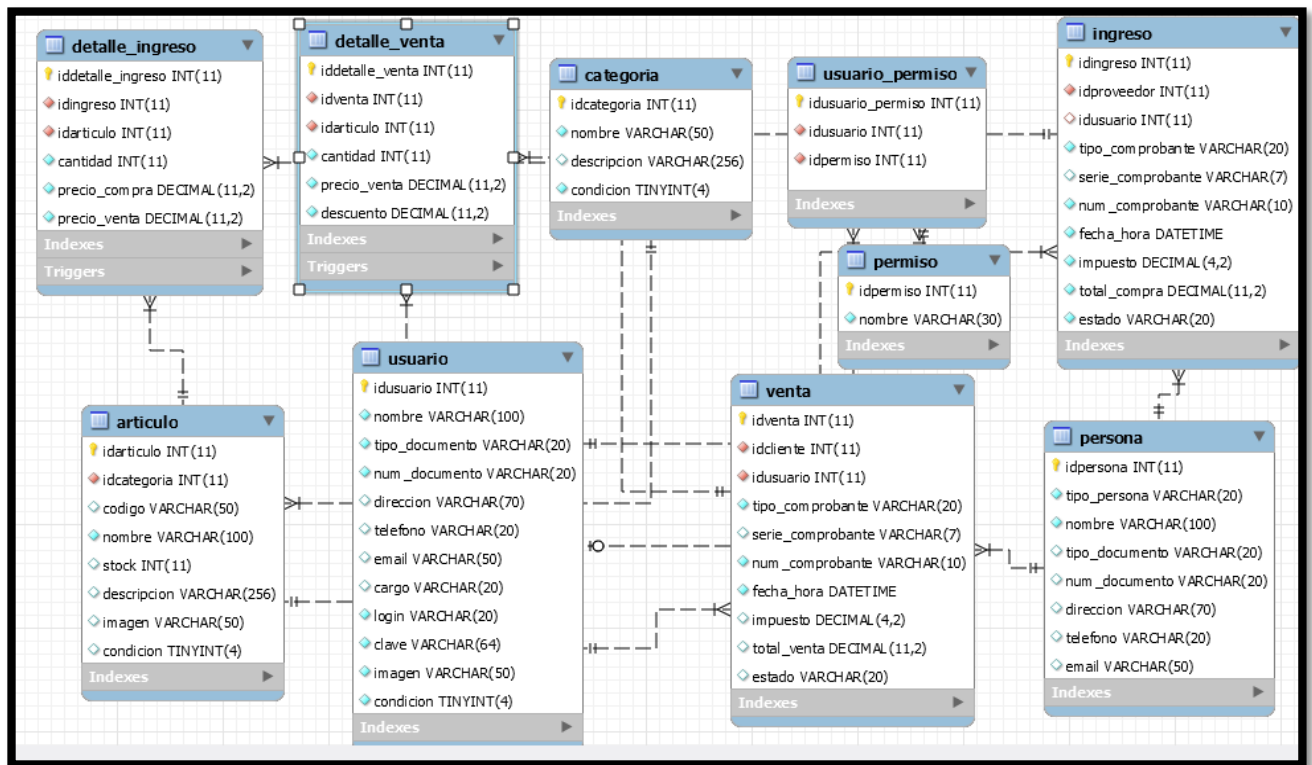 detalle_ingreso
iddetalle_ingreso INT(11)
idingreso INT(11)
idarticulo INT(11)
cantidad INT(11)
precio_compra DECIMAL(11,2)
precio_venta DECIMAL(11,2)
Indexes
Triggers
detalle_venta
iddetalle_venta INT(11)
idventa INT(11)
idarticulo INT(11)
cantidad INT(11)
precio_venta DECIMAL(11,2)
descuento DECIMAL(11,2)
Indexes
Triggers
categoria
idcategoria INT(11)
nombre VARCHAR(50)
descripcion VARCHAR(256)
condicion TINYINT(4)
Indexes
usuario_permiso
idusuario_permiso INT(11)
idusuario INT(11)
idpermiso INT(11)
Indexes
ingreso
idingreso INT(11)
idproveedor INT(11)
idusuario INT(11)
tipo_comprobante VARCHAR(20)
serie_comprobante VARCHAR(7)
num_comprobante VARCHAR(10)
fecha_hora DATETIME
impuesto DECIMAL(4,2)
total_compra DECIMAL(11,2)
estado VARCHAR(20)
Indexes
permiso
idpermiso INT(11)
nombre VARCHAR(30)
Indexes
articulo
idarticulo INT(11)
idcategoria INT(11)
codigo VARCHAR(50)
nombre VARCHAR(100)
stock INT(11)
descripcion VARCHAR(256)
imagen VARCHAR(50)
condicion TINYINT(4)
Indexes
usuario
idusuario INT(11)
nombre VARCHAR(100)
tipo_documento VARCHAR(20)
num_documento VARCHAR(20)
direccion VARCHAR(70)
telefono VARCHAR(20)
email VARCHAR(50)
cargo VARCHAR(20)
login VARCHAR(20)
clave VARCHAR(64)
imagen VARCHAR(50)
condicion TINYINT(4)
Indexes
venta
idventa INT(11)
idcliente INT(11)
idusuario INT(11)
tipo_comprobante VARCHAR(20)
serie_comprobante VARCHAR(7)
num_comprobante VARCHAR(10)
fecha_hora DATETIME
impuesto DECIMAL(4,2)
total_venta DECIMAL(11,2)
estado VARCHAR(20)
Indexes
persona
idpersona INT(11)
tipo_persona VARCHAR(20)
nombre VARCHAR(100)
tipo_documento VARCHAR(20)
num_documento VARCHAR(20)
direccion VARCHAR(70)
telefono VARCHAR(20)
email VARCHAR(50)
Indexes